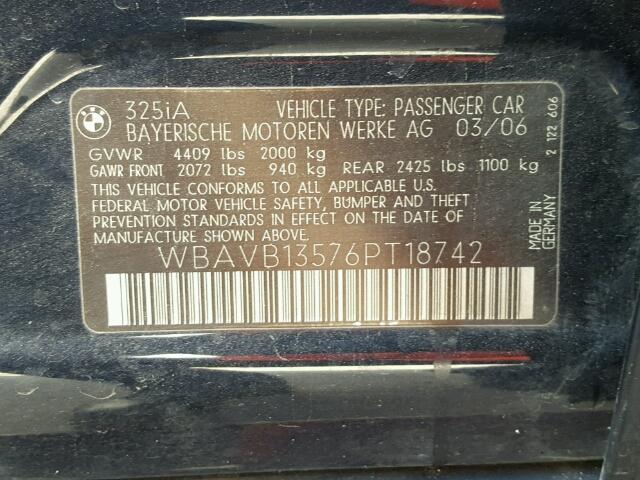 BMW
325iA VEHICLE TYPE: PASSENGER CAR
BAYERISCHE MOTOREN WERKE AG 03/06
GVWR 4409 lbs 2000 kg
GAWR FRONT 2072 lbs 940 kg REAR 2425 lbs 1100 kg
THIS VEHICLE CONFORMS TO ALL APPLICABLE U.S.
FEDERAL MOTOR VEHICLE SAFETY, BUMPER AND THEFT
PREVENTION STANDARDS IN EFFECT ON THE
DATE OF MANUFACTURE SHOWN ABOVE.
WBAVB13576PT18742
MADE IN
GERMANY
2 122 606